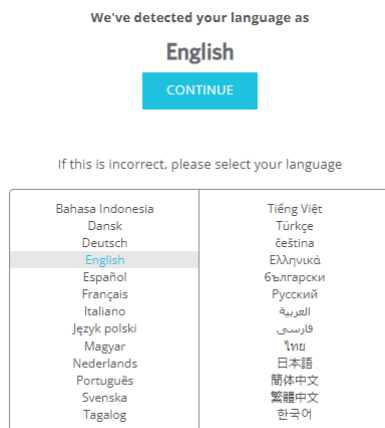 We've detected your language as
English
CONTINUE
If this is incorrect, please select your language
Bahasa Indonesia
Dansk
Deutsch
English
Español
Français
Italiano
Język polski
Magyar
Nederlands
Português
Svenska
Tagalog
Tiếng Việt
Türkçe
čeština
Ελληνικά
български
Русский
العربية
فارسی
ไทย
日本語
简体中文
繁體中文
한국어